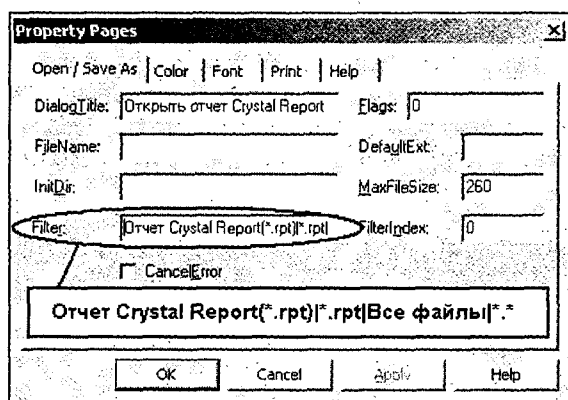 Property Pages
Open / Save As Color Font Print Help
DialogTitle: Открыть отчет Crystal Report Flags: 0
FileName: DefaultExt:
InitDir: MaxFileSize: 260
Filter: Отчет Crystal Report(*.rpt)|*.rpt| FilterIndex: 0
CancelError
Отчет Crystal Report(*.rpt)|*.rpt|Все файлы|*.*
OK Cancel Apply Help